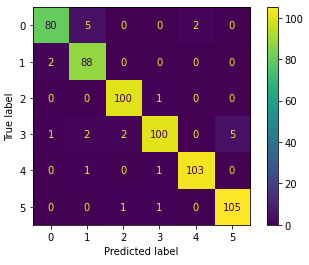 0 80 5 0 0 2 0
1 2 88 0 0 0 0
2 0 0 100 1 0 0
3 1 2 2 100 0 5
4 0 1 0 1 103 0
5 0 0 1 1 0 105
0 1 2 3 4 5
Predicted label
True label
100
80
60
40
20
0